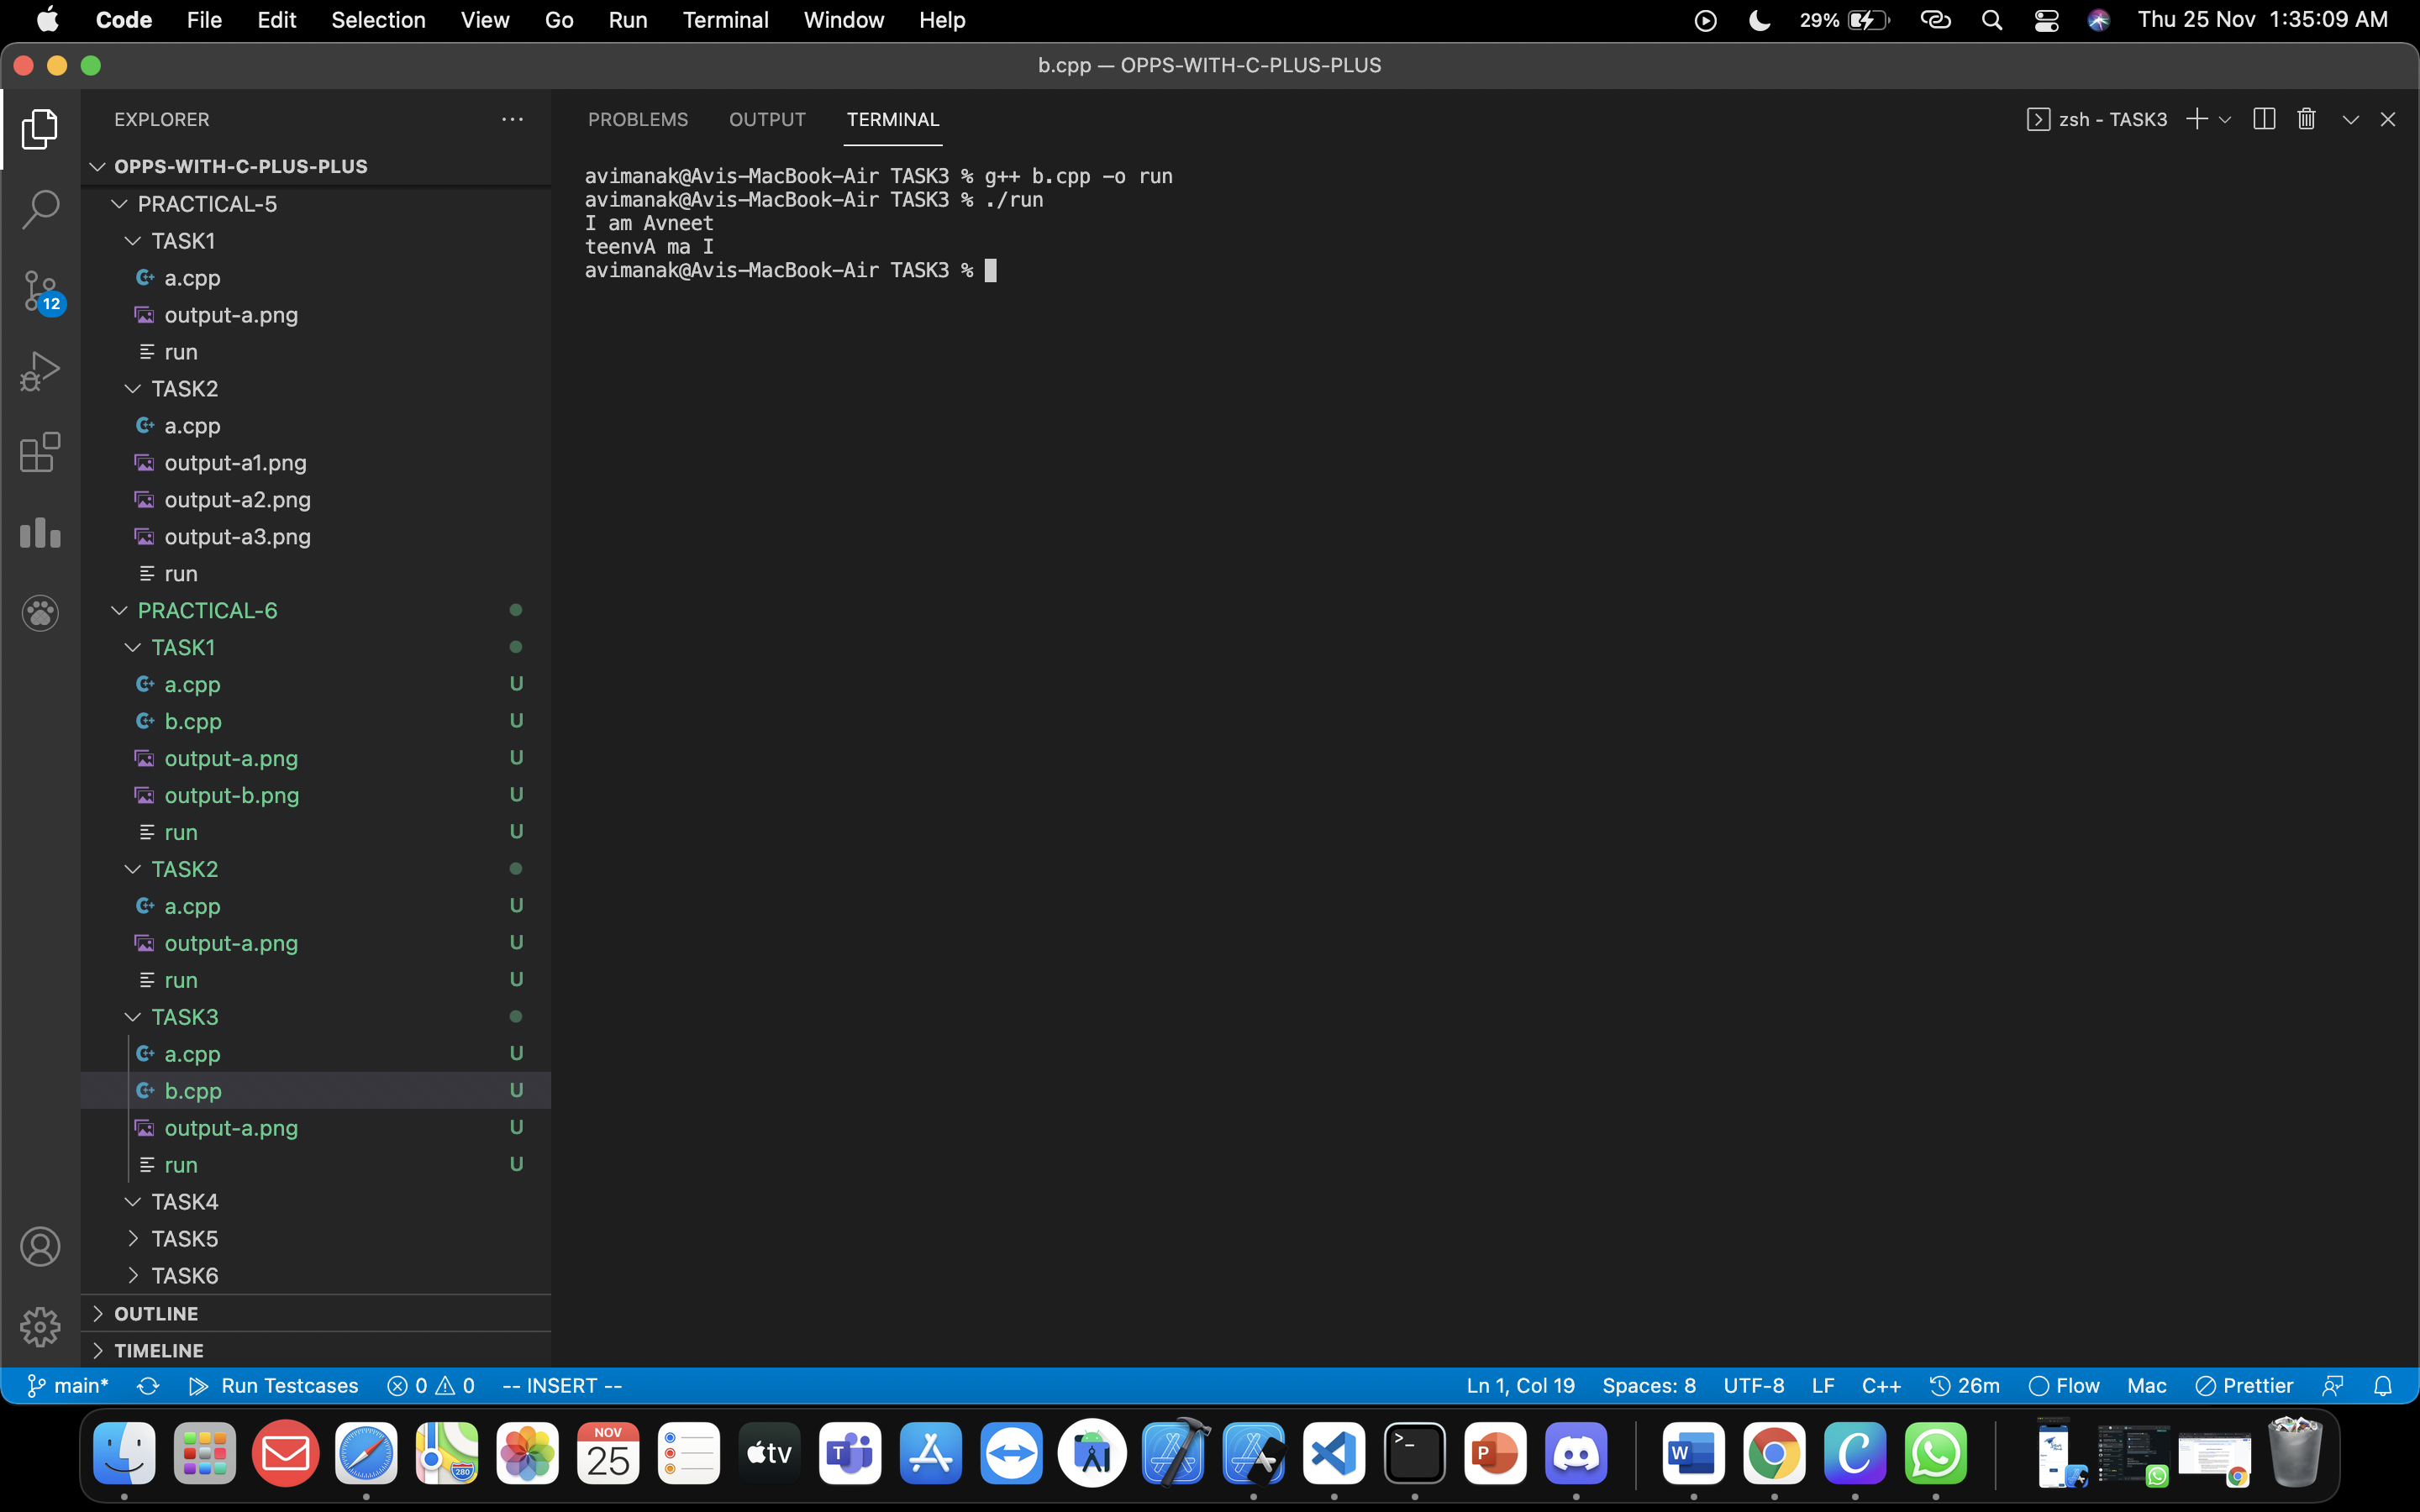 Code File Edit Selection View Go Run Terminal Window Help 29% Thu 25 Nov 1:35:09 AM
b.cpp — OPPS-WITH-C-PLUS-PLUS
EXPLORER
OPPS-WITH-C-PLUS-PLUS
PRACTICAL-5
TASK1
a.cpp
output-a.png
run
TASK2
a.cpp
output-a1.png
output-a2.png
output-a3.png
run
PRACTICAL-6
TASK1
a.cpp U
b.cpp U
output-a.png U
output-b.png U
run U
TASK2
a.cpp U
output-a.png U
run U
TASK3
a.cpp U
b.cpp U
output-a.png U
run U
TASK4
TASK5
TASK6
OUTLINE
TIMELINE
12
PROBLEMS OUTPUT TERMINAL zsh - TASK3
avimanak@Avis-MacBook-Air TASK3 % g++ b.cpp -o run
avimanak@Avis-MacBook-Air TASK3 % ./run
I am Avneet
teenvA ma I
avimanak@Avis-MacBook-Air TASK3 %
main* Run Testcases 0 0 -- INSERT -- Ln 1, Col 19 Spaces: 8 UTF-8 LF C++ 26m Flow Mac Prettier
280
NOV
25
tv
T
>_
P
W
C